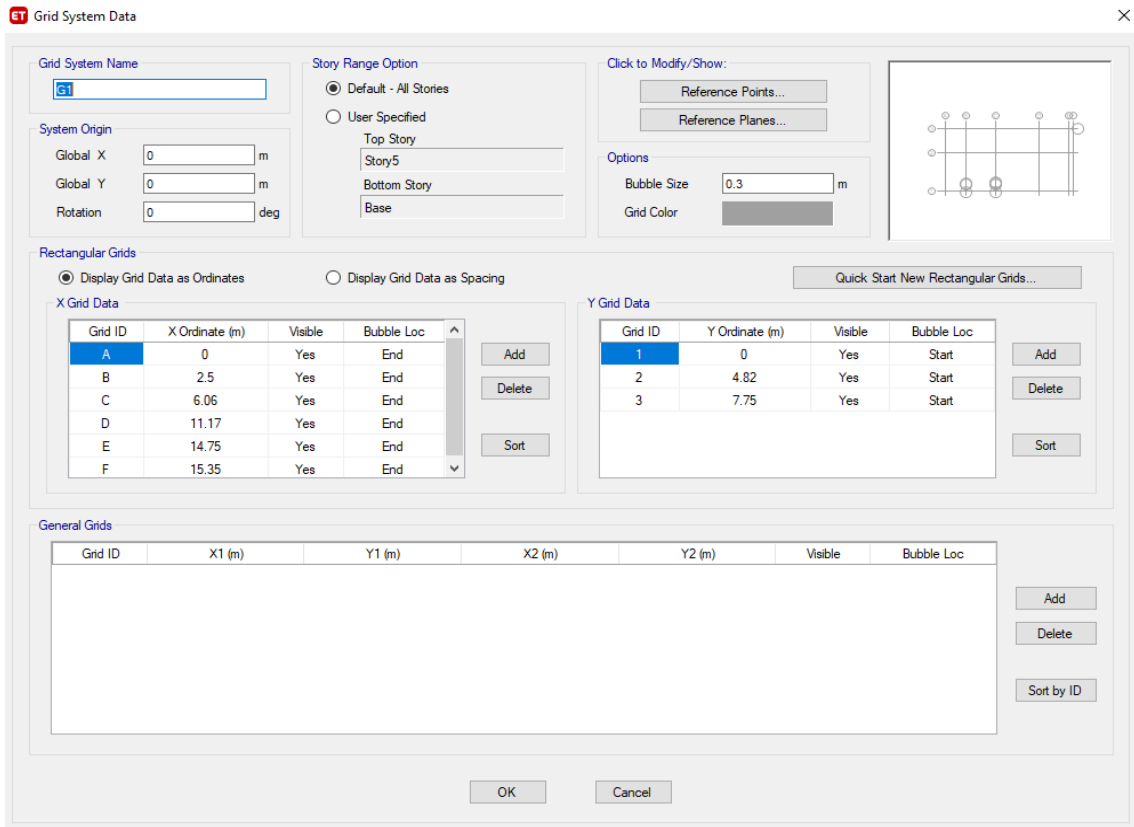 ET Grid System Data
Grid System Name
G1
System Origin
Global X 0 m
Global Y 0 m
Rotation 0 deg
Story Range Option
Default - All Stories
User Specified
Top Story
Story5
Bottom Story
Base
Click to Modify/Show:
Reference Points...
Reference Planes...
Options
Bubble Size 0.3 m
Grid Color
Rectangular Grids
Display Grid Data as Ordinates Display Grid Data as Spacing Quick Start New Rectangular Grids...
X Grid Data
Grid ID X Ordinate (m) Visible Bubble Loc
A 0 Yes End
B 2.5 Yes End
C 6.06 Yes End
D 11.17 Yes End
E 14.75 Yes End
F 15.35 Yes End
Add
Delete
Sort
Y Grid Data
Grid ID Y Ordinate (m) Visible Bubble Loc
1 0 Yes Start
2 4.82 Yes Start
3 7.75 Yes Start
Add
Delete
Sort
General Grids
Grid ID X1 (m) Y1 (m) X2 (m) Y2 (m) Visible Bubble Loc
Add
Delete
Sort by ID
OK Cancel